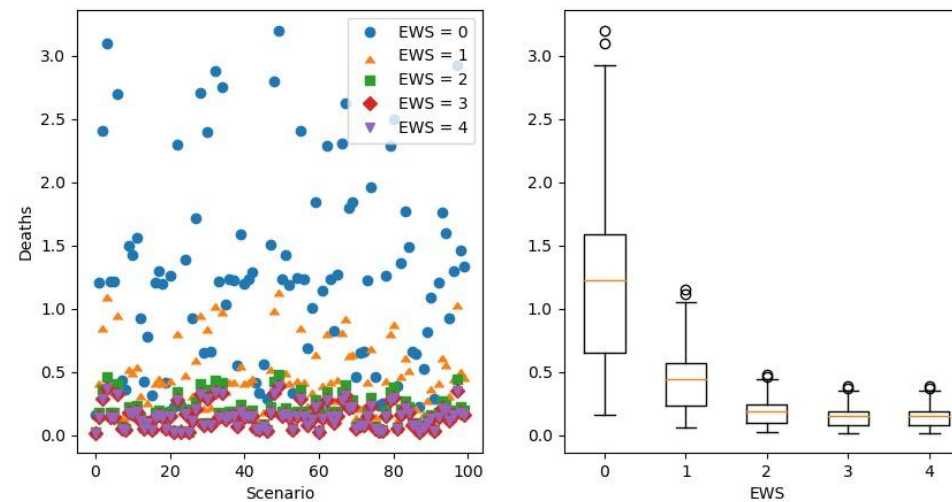 Deaths
3.0
2.5
2.0
1.5
1.0
0.5
0.0
0 20 40 60 80 100
Scenario
EWS = 0
EWS = 1
EWS = 2
EWS = 3
EWS = 4
3.0
2.5
2.0
1.5
1.0
0.5
0.0
0 1 2 3 4
EWS